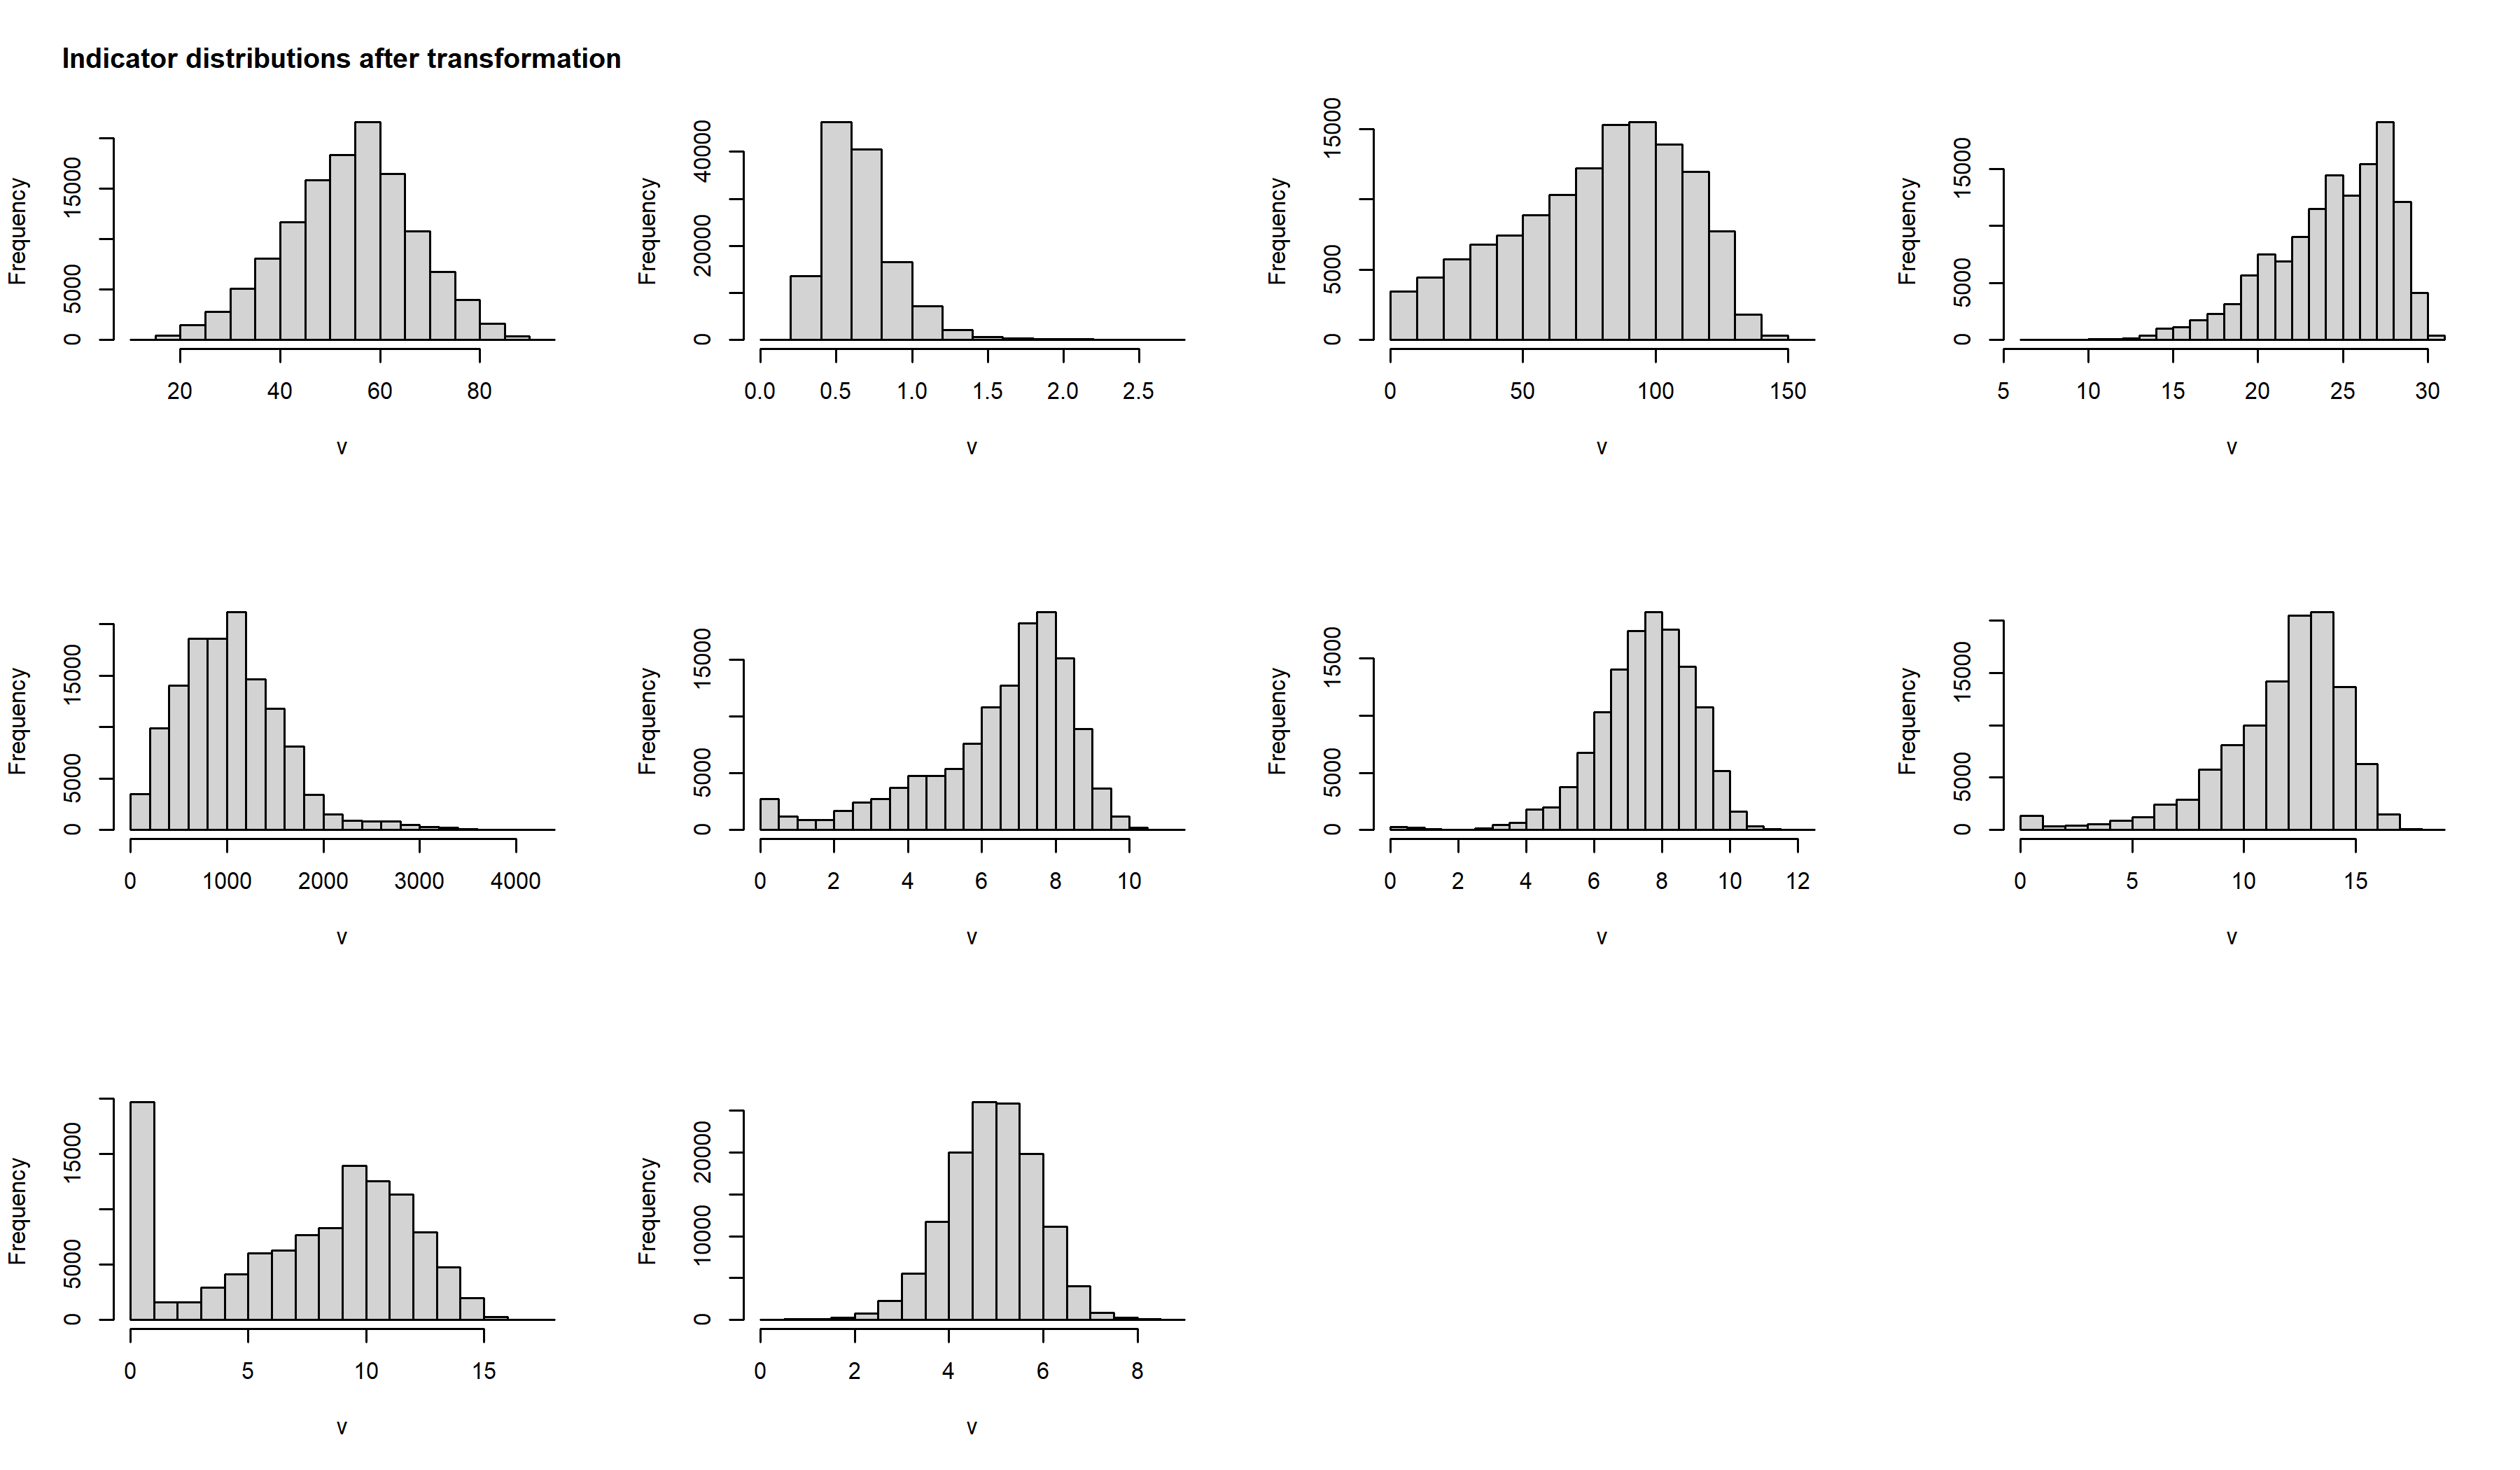 Indicator distributions after transformation
Frequency
0 5000 15000
20 40 60 80
v
Frequency
0 20000 40000
0.0 0.5 1.0 1.5 2.0 2.5
v
Frequency
0 5000 15000
0 50 100 150
v
Frequency
0 5000 15000
5 10 15 20 25 30
v
Frequency
0 5000 15000
0 1000 2000 3000 4000
v
Frequency
0 5000 15000
0 2 4 6 8 10
v
Frequency
0 5000 15000
0 2 4 6 8 10 12
v
Frequency
0 5000 15000
0 5 10 15
v
Frequency
0 5000 15000
0 5 10 15
v
Frequency
0 10000 20000
0 2 4 6 8
v